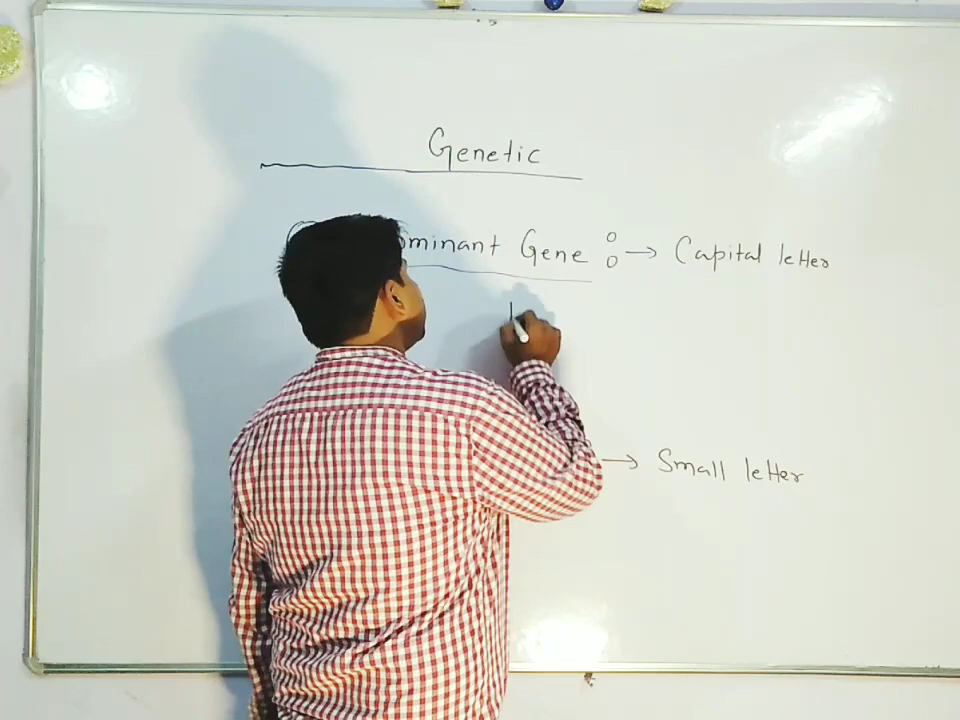 Genetic
ominant Gene : → Capital letter
→ Small letter